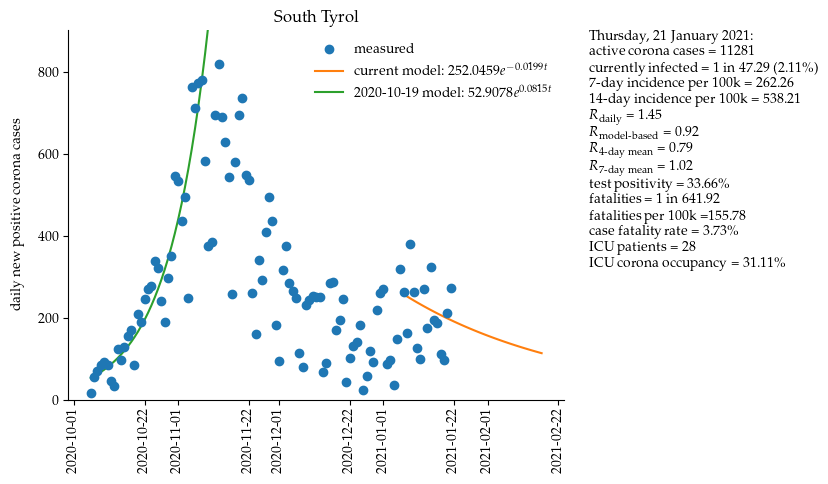 South Tyrol
measured
current model: 252.0459e^{-0.0199t}
2020-10-19 model: 52.9078e^{0.0815t}
daily new positive corona cases
800
600
400
200
0
2020-10-01
2020-10-22
2020-11-01
2020-11-22
2020-12-01
2020-12-22
2021-01-01
2021-01-22
2021-02-01
2021-02-22
Thursday, 21 January 2021:
active corona cases = 11281
currently infected = 1 in 47.29 (2.11%)
7-day incidence per 100k = 262.26
14-day incidence per 100k = 538.21
R_daily = 1.45
R_model-based = 0.92
R_4-day mean = 0.79
R_7-day mean = 1.02
test positivity = 33.66%
fatalities = 1 in 641.92
fatalities per 100k =155.78
case fatality rate = 3.73%
ICU patients = 28
ICU corona occupancy = 31.11%